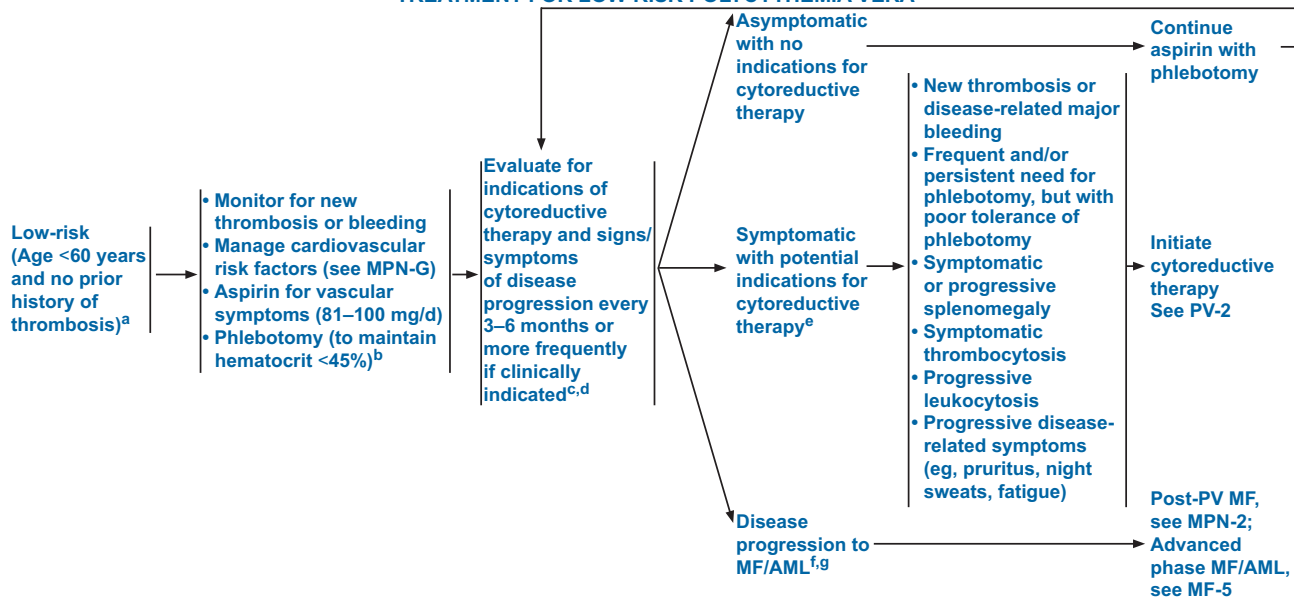 TREATMENT FOR LOW-RISK POLYCYTHEMIA VERA
Low-risk
(Age <60 years
and no prior
history of
thrombosis)a
• Monitor for new
thrombosis or bleeding
• Manage cardiovascular
risk factors (see MPN-G)
• Aspirin for vascular
symptoms (81–100 mg/d)
• Phlebotomy (to maintain
hematocrit <45%)b
Evaluate for
indications of
cytoreductive
therapy and signs/
symptoms
of disease
progression every
3–6 months or
more frequently
if clinically
indicatedc,d
Asymptomatic
with no
indications for
cytoreductive
therapy
Continue
aspirin with
phlebotomy
Symptomatic
with potential
indications for
cytoreductive
therapye
• New thrombosis or
disease-related major
bleeding
• Frequent and/or
persistent need for
phlebotomy, but with
poor tolerance of
phlebotomy
• Symptomatic
or progressive
splenomegaly
• Symptomatic
thrombocytosis
• Progressive
leukocytosis
• Progressive disease-
related symptoms
(eg, pruritus, night
sweats, fatigue)
Initiate
cytoreductive
therapy
See PV-2
Disease
progression to
MF/AMLf,g
Post-PV MF,
see MPN-2;
Advanced
phase MF/AML,
see MF-5